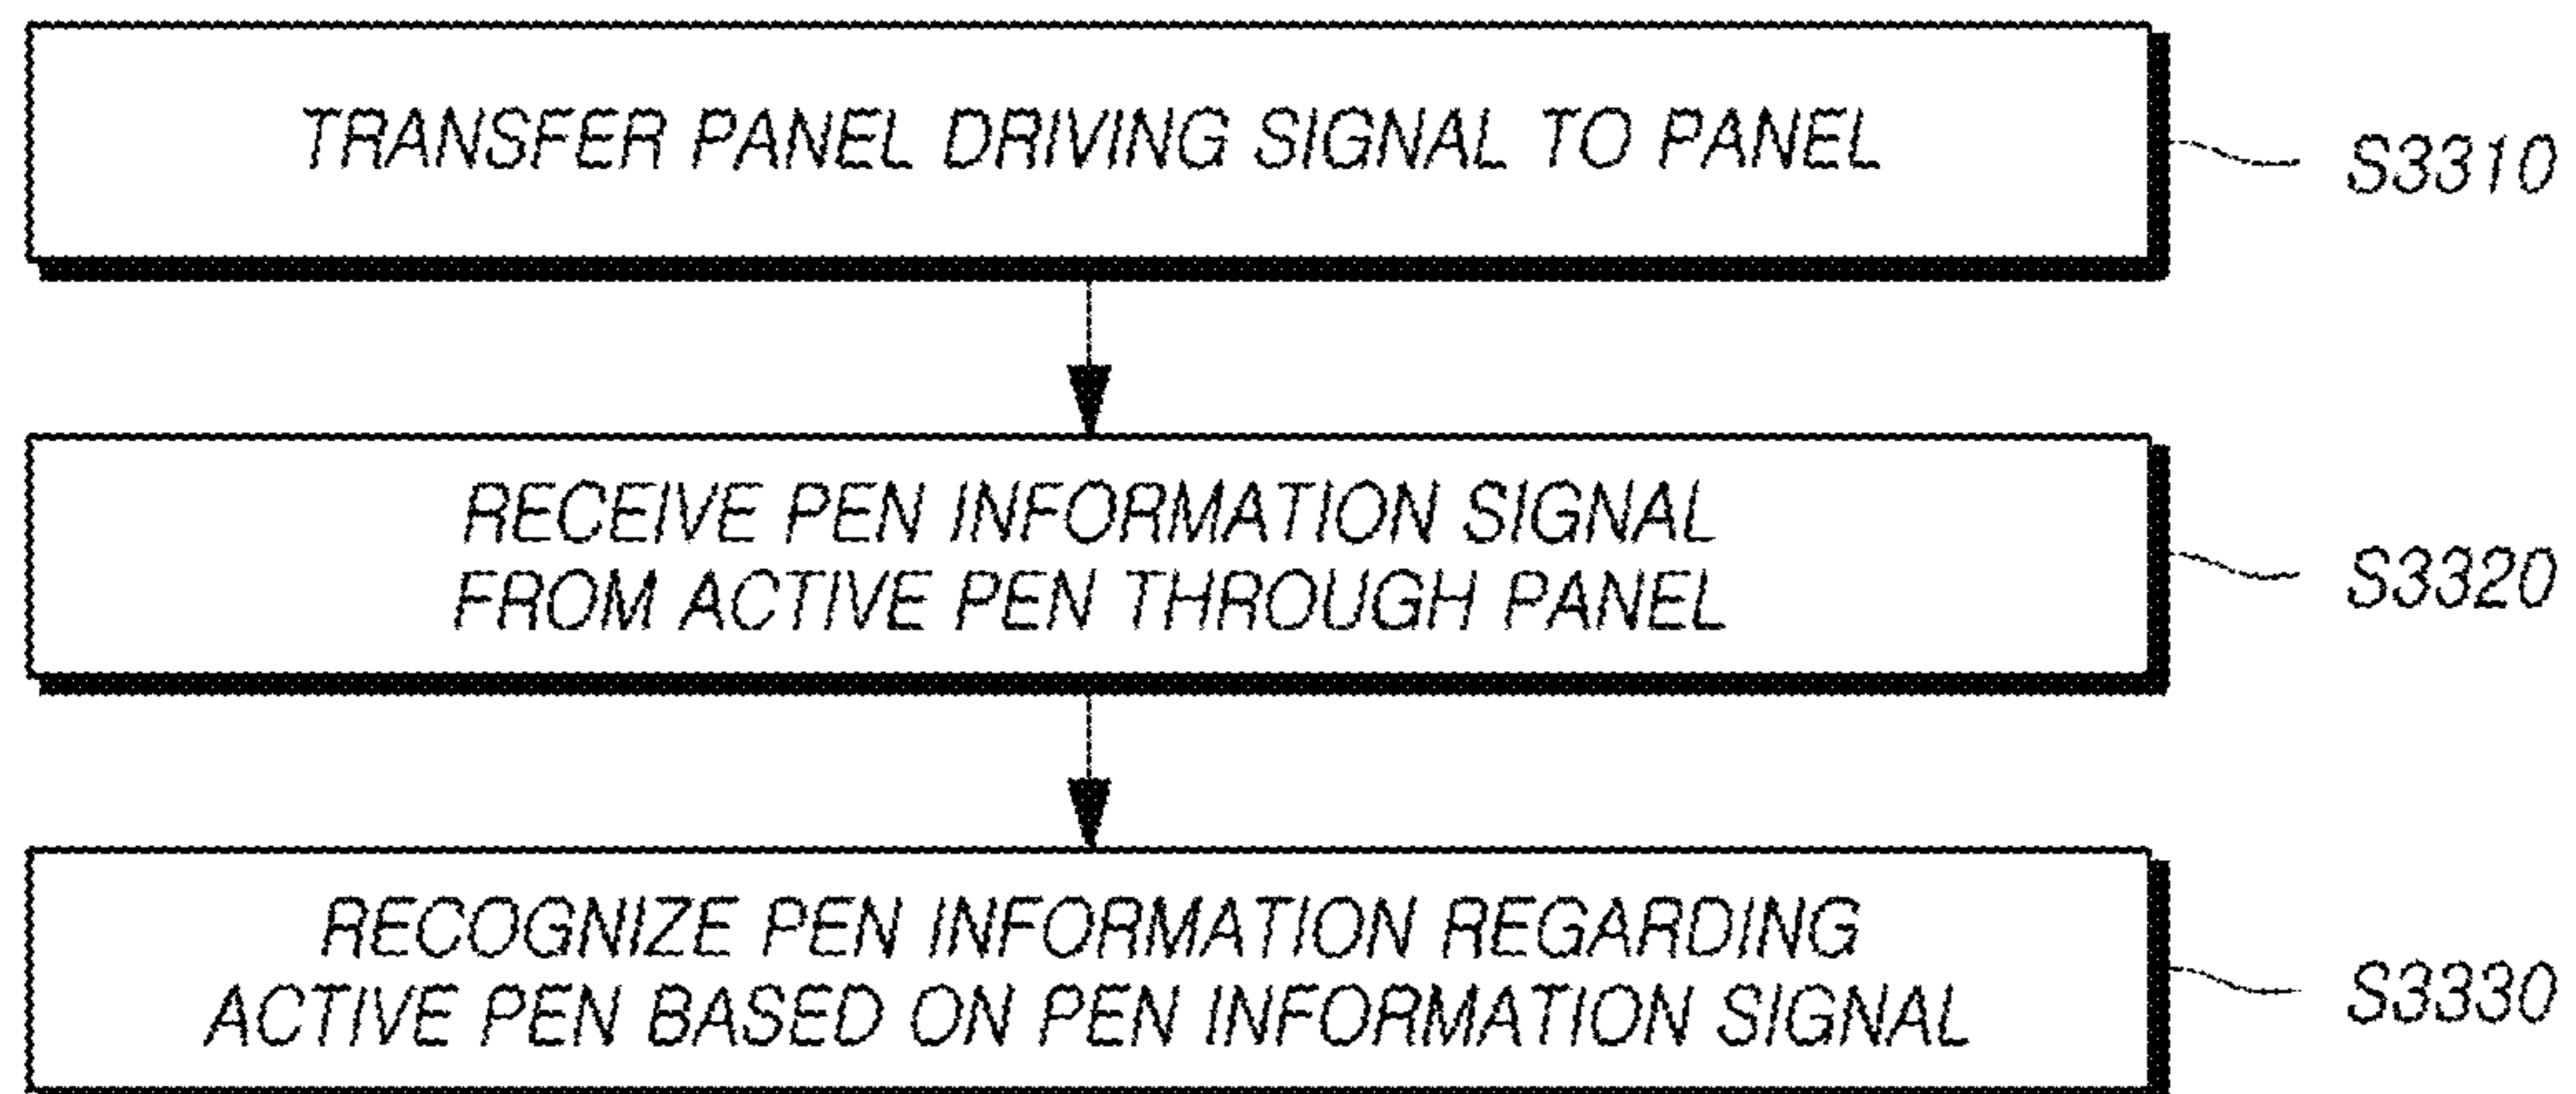 TRANSFER PANEL DRIVING SIGNAL TO PANEL
S3310
RECEIVE PEN INFORMATION SIGNAL
FROM ACTIVE PEN THROUGH PANEL
S3320
RECOGNIZE PEN INFORMATION REGARDING
ACTIVE PEN BASED ON PEN INFORMATION SIGNAL
S3330